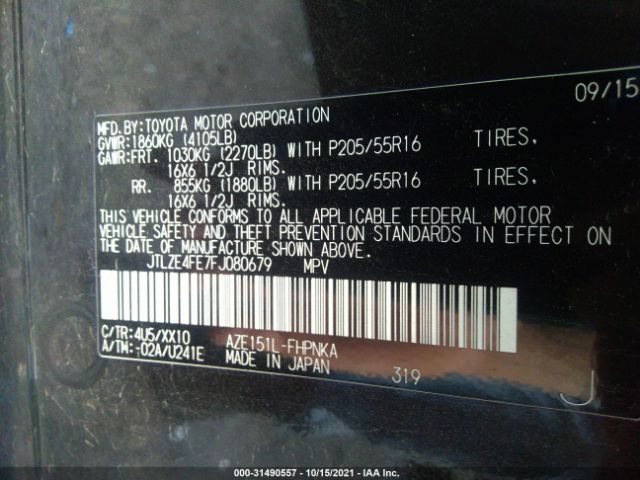 09/15
MFD.BY:TOYOTA MOTOR CORPORATION
GVWR:1860KG (4105LB)
GAWR:FRT. 1030KG (2270LB) WITH P205/55R16 TIRES.
16X6 1/2J RIMS.
RR. 855KG (1880LB) WITH P205/55R16 TIRES.
16X6 1/2J RIMS.
THIS VEHICLE CONFORMS TO ALL APPLICABLE FEDERAL MOTOR
VEHICLE SAFETY AND THEFT PREVENTION STANDARDS IN EFFECT ON
THE DATE OF MANUFACTURE SHOWN ABOVE.
JTLZE4FE7FJ080679 MPV
C/TR:4U5/XX10 AZE151L-FHPNKA
A/TM:-02A/U241E MADE IN JAPAN 319 J
000-31490557 - 10/15/2021 - IAA Inc.